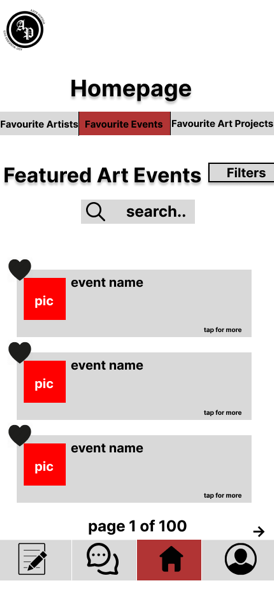 AP
Homepage
Favourite Artists Favourite Events Favourite Art Projects
Featured Art Events Filters
search..
event name
pic
tap for more
event name
pic
tap for more
event name
pic
tap for more
page 1 of 100